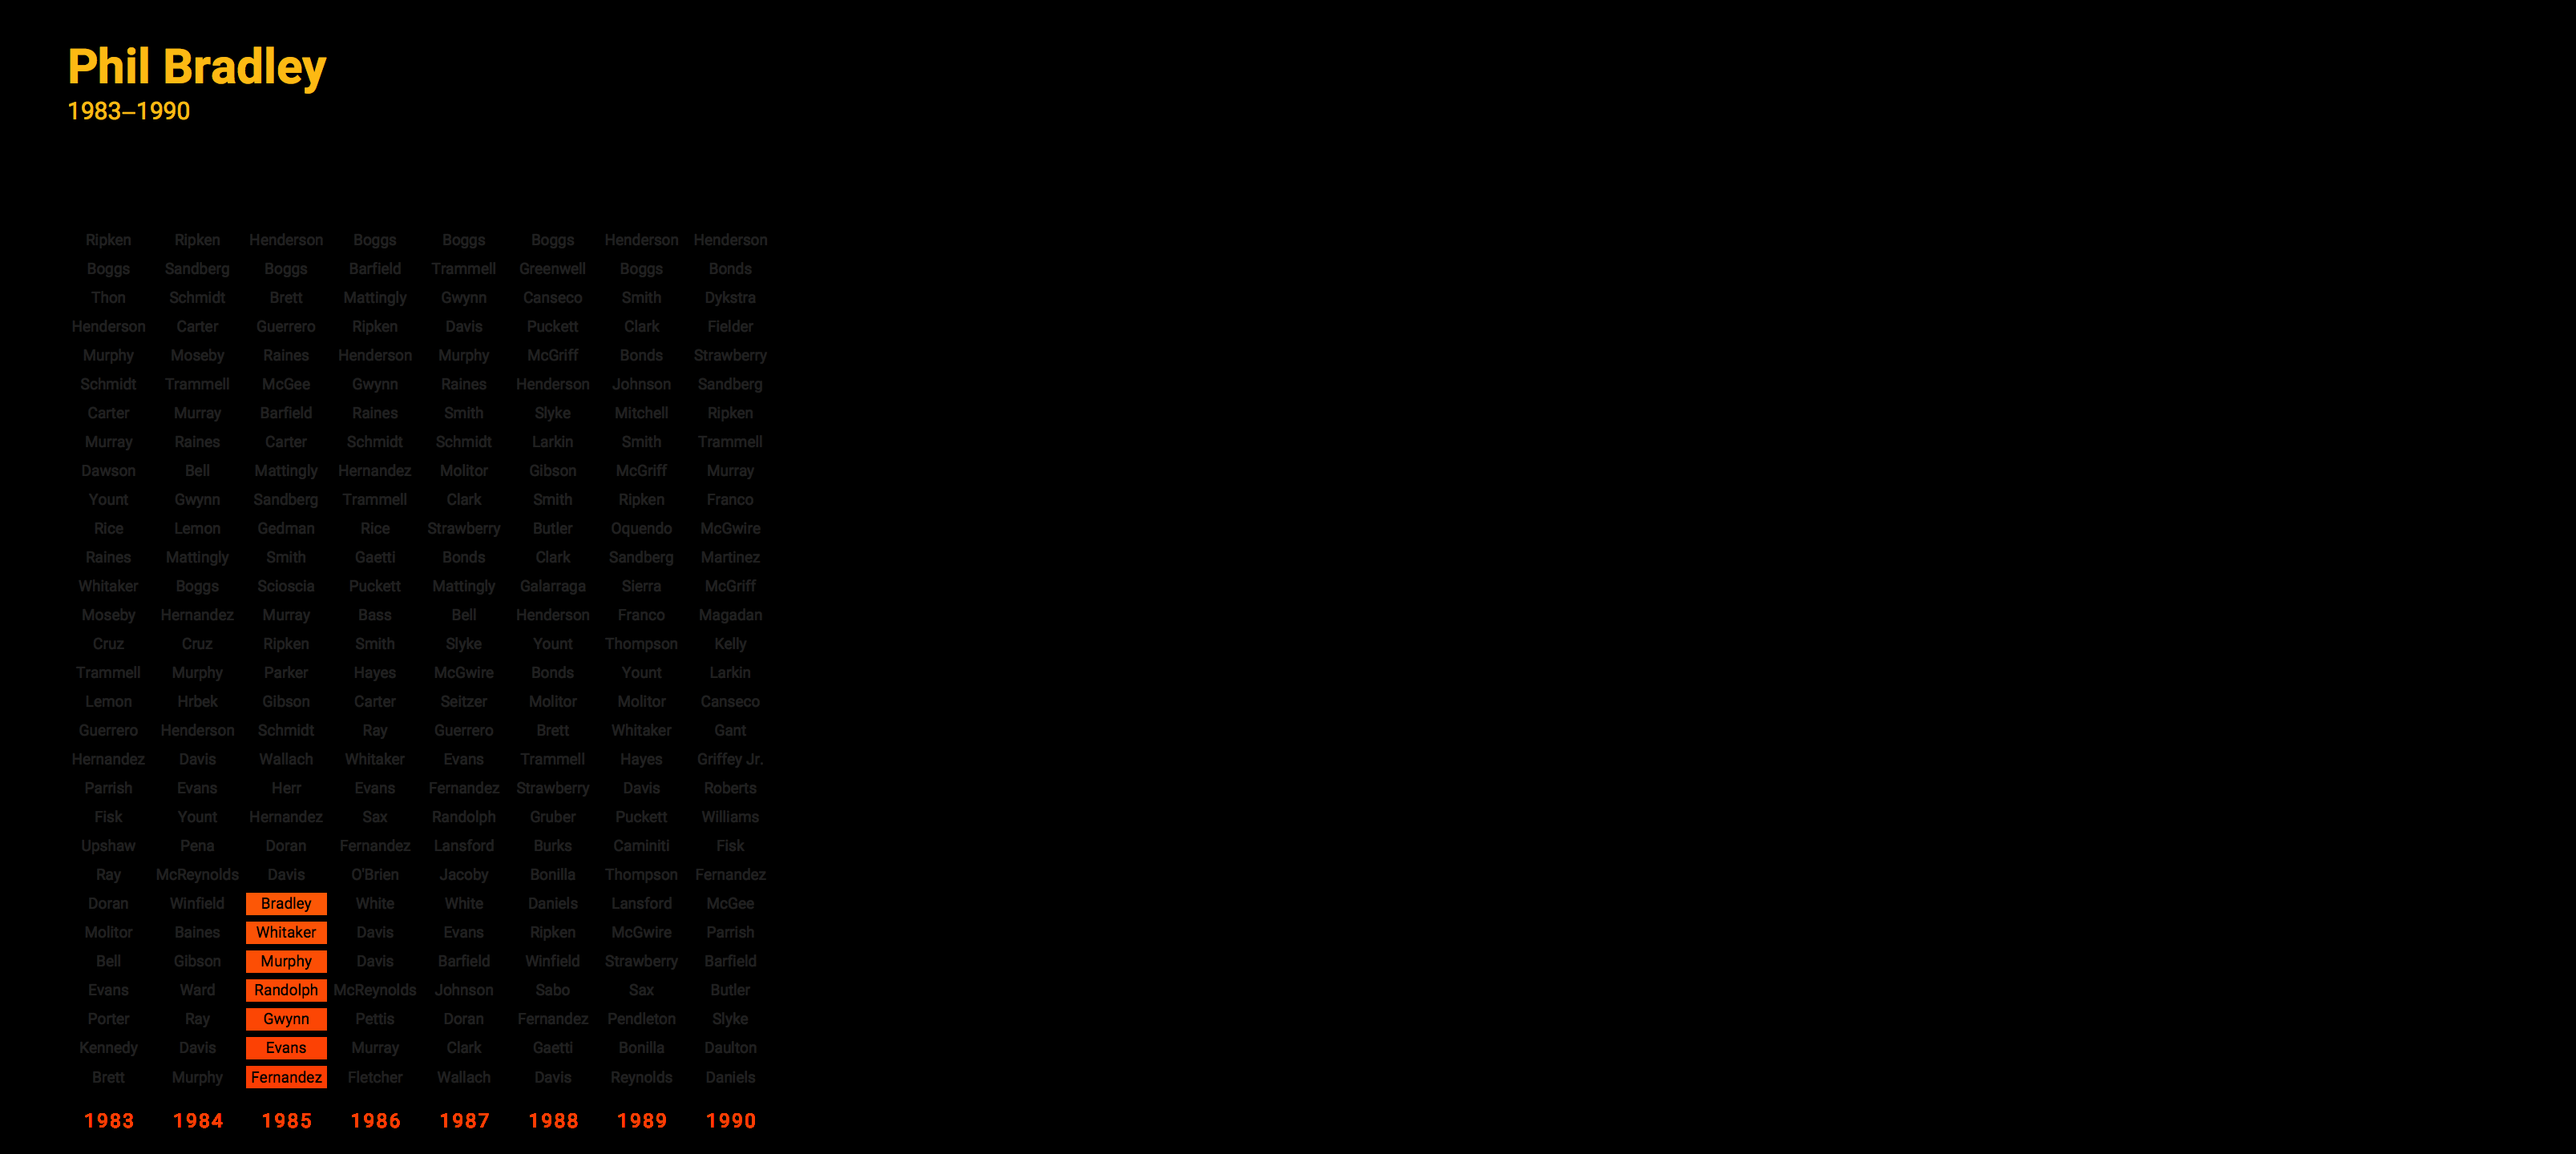 Phil Bradley
1983–1990
Ripken Ripken Henderson Boggs Boggs Boggs Henderson Henderson
Boggs Sandberg Boggs Barfield Trammell Greenwell Boggs Bonds
Thon Schmidt Brett Mattingly Gwynn Canseco Smith Dykstra
Henderson Carter Guerrero Ripken Davis Puckett Clark Fielder
Murphy Moseby Raines Henderson Murphy McGriff Bonds Strawberry
Schmidt Trammell McGee Gwynn Raines Henderson Johnson Sandberg
Carter Murray Barfield Raines Smith Slyke Mitchell Ripken
Murray Raines Carter Schmidt Schmidt Larkin Smith Trammell
Dawson Bell Mattingly Hernandez Molitor Gibson McGriff Murray
Yount Gwynn Sandberg Trammell Clark Smith Ripken Franco
Rice Lemon Gedman Rice Strawberry Butler Oquendo McGwire
Raines Mattingly Smith Gaetti Bonds Clark Sandberg Martinez
Whitaker Boggs Scioscia Puckett Mattingly Galarraga Sierra McGriff
Moseby Hernandez Murray Bass Bell Henderson Franco Magadan
Cruz Cruz Ripken Smith Slyke Yount Thompson Kelly
Trammell Murphy Parker Hayes McGwire Bonds Yount Larkin
Lemon Hrbek Gibson Carter Seitzer Molitor Molitor Canseco
Guerrero Henderson Schmidt Ray Guerrero Brett Whitaker Gant
Hernandez Davis Wallach Whitaker Evans Trammell Hayes Griffey Jr.
Parrish Evans Herr Evans Fernandez Strawberry Davis Roberts
Fisk Yount Hernandez Sax Randolph Gruber Puckett Williams
Upshaw Pena Doran Fernandez Lansford Burks Caminiti Fisk
Ray McReynolds Davis O'Brien Jacoby Bonilla Thompson Fernandez
Doran Winfield Bradley White White Daniels Lansford McGee
Molitor Baines Whitaker Davis Evans Ripken McGwire Parrish
Bell Gibson Murphy Davis Barfield Winfield Strawberry Barfield
Evans Ward Randolph McReynolds Johnson Sabo Sax Butler
Porter Ray Gwynn Pettis Doran Fernandez Pendleton Slyke
Kennedy Davis Evans Murray Clark Gaetti Bonilla Daulton
Brett Murphy Fernandez Fletcher Wallach Davis Reynolds Daniels
1983 1984 1985 1986 1987 1988 1989 1990